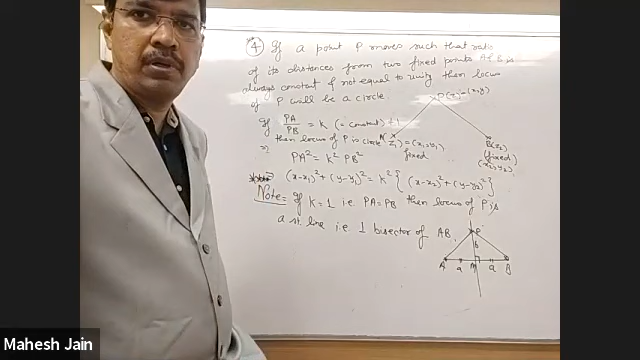 ④ If a point P moves such that ratio
of its distances from two fixed points A & B is
always constant & not equal to unity then locus
of P will be a circle.
P(z) = (x,y)
If PA/PB = k (= constant) ≠ 1
then locus of P is circle
A(z₁) = (x₁, y₁)
fixed
B(z₂)
(fixed)
(x₂, y₂)
⇒ PA² = k² PB²
⇒ (x-x₁)² + (y-y₁)² = k² { (x-x₂)² + (y-y₂)² }
Note= If k = 1 i.e. PA = PB then locus of P is
a st. line i.e. ⊥ bisector of AB.
P
b
A a M a B
Mahesh Jain